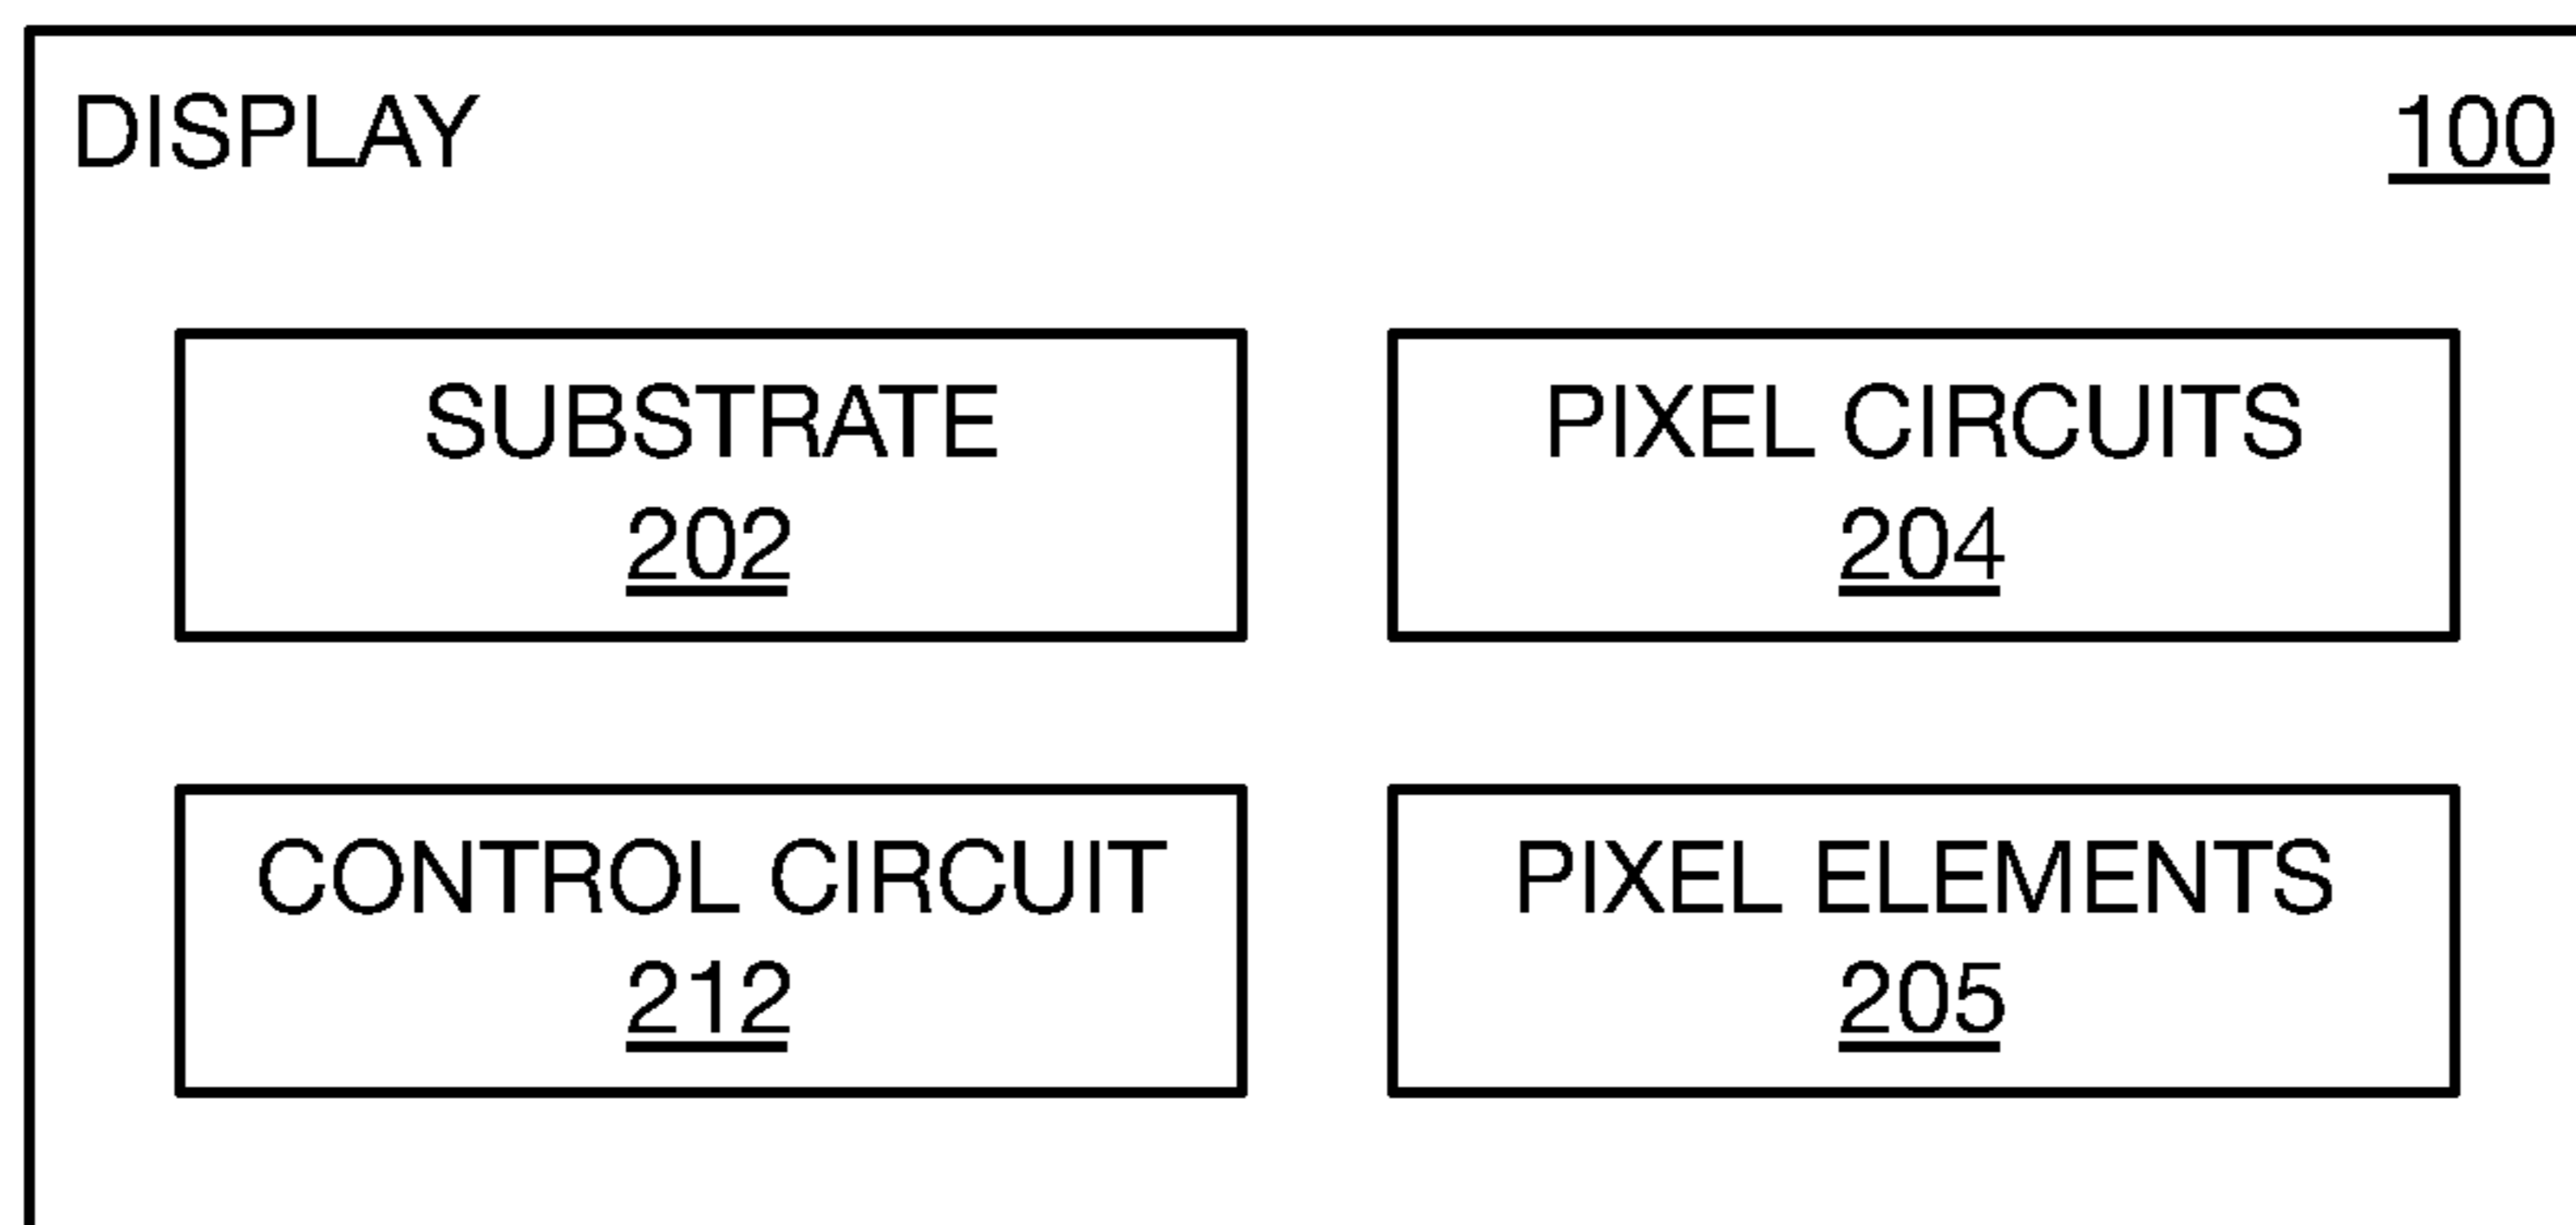 DISPLAY 100
SUBSTRATE
202
PIXEL CIRCUITS
204
CONTROL CIRCUIT
212
PIXEL ELEMENTS
205